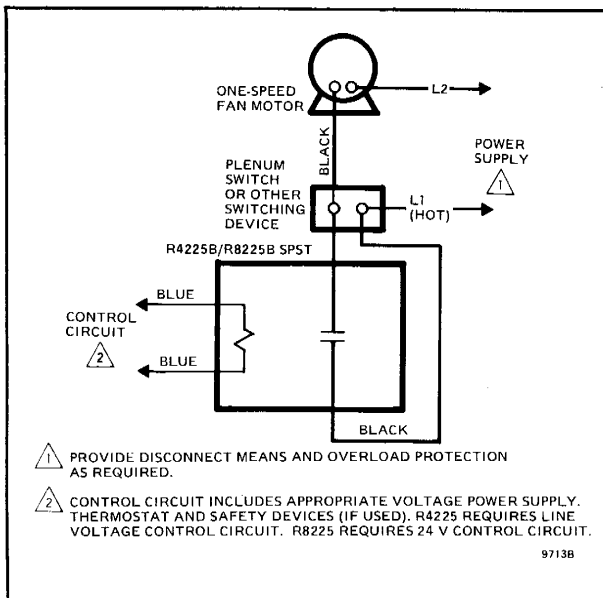 ONE-SPEED
FAN MOTOR
L2
BLACK
POWER
SUPPLY
1
PLENUM
SWITCH
OR OTHER
SWITCHING
DEVICE
L1
(HOT)
R4225B/R8225B SPST
BLUE
CONTROL
CIRCUIT
2
BLUE
BLACK
1 PROVIDE DISCONNECT MEANS AND OVERLOAD PROTECTION
AS REQUIRED.
2 CONTROL CIRCUIT INCLUDES APPROPRIATE VOLTAGE POWER SUPPLY.
THERMOSTAT AND SAFETY DEVICES (IF USED). R4225 REQUIRES LINE
VOLTAGE CONTROL CIRCUIT. R8225 REQUIRES 24 V CONTROL CIRCUIT.
9713B